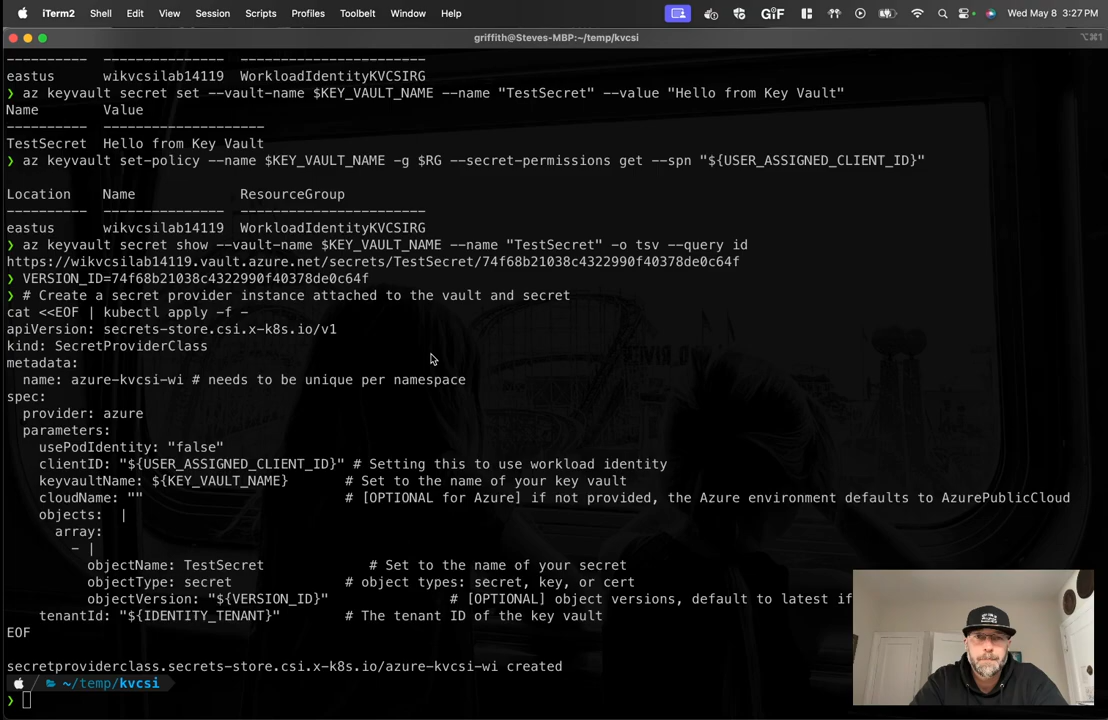 iTerm2 Shell Edit View Session Scripts Profiles Toolbelt Window Help GiF Wed May 8 3:27 PM
griffith@Steves-MBP:~/temp/kvcsi ⌥⌘1
---------- --------------- -----------------------
eastus wikvcsilab14119 WorkloadIdentityKVCSIRG
❯ az keyvault secret set --vault-name $KEY_VAULT_NAME --name "TestSecret" --value "Hello from Key Vault"
Name Value
---------- --------------------
TestSecret Hello from Key Vault
❯ az keyvault set-policy --name $KEY_VAULT_NAME -g $RG --secret-permissions get --spn "${USER_ASSIGNED_CLIENT_ID}"
Location Name ResourceGroup
---------- --------------- -----------------------
eastus wikvcsilab14119 WorkloadIdentityKVCSIRG
❯ az keyvault secret show --vault-name $KEY_VAULT_NAME --name "TestSecret" -o tsv --query id
https://wikvcsilab14119.vault.azure.net/secrets/TestSecret/74f68b21038c4322990f40378de0c64f
❯ VERSION_ID=74f68b21038c4322990f40378de0c64f
❯ # Create a secret provider instance attached to the vault and secret
cat <<EOF | kubectl apply -f -
apiVersion: secrets-store.csi.x-k8s.io/v1
kind: SecretProviderClass
metadata:
  name: azure-kvcsi-wi # needs to be unique per namespace
spec:
  provider: azure
  parameters:
    usePodIdentity: "false"
    clientID: "${USER_ASSIGNED_CLIENT_ID}" # Setting this to use workload identity
    keyvaultName: ${KEY_VAULT_NAME} # Set to the name of your key vault
    cloudName: "" # [OPTIONAL for Azure] if not provided, the Azure environment defaults to AzurePublicCloud
    objects: |
      array:
        - |
          objectName: TestSecret # Set to the name of your secret
          objectType: secret # object types: secret, key, or cert
          objectVersion: "${VERSION_ID}" # [OPTIONAL] object versions, default to latest if
    tenantId: "${IDENTITY_TENANT}" # The tenant ID of the key vault
EOF
secretproviderclass.secrets-store.csi.x-k8s.io/azure-kvcsi-wi created
~/temp/kvcsi
❯